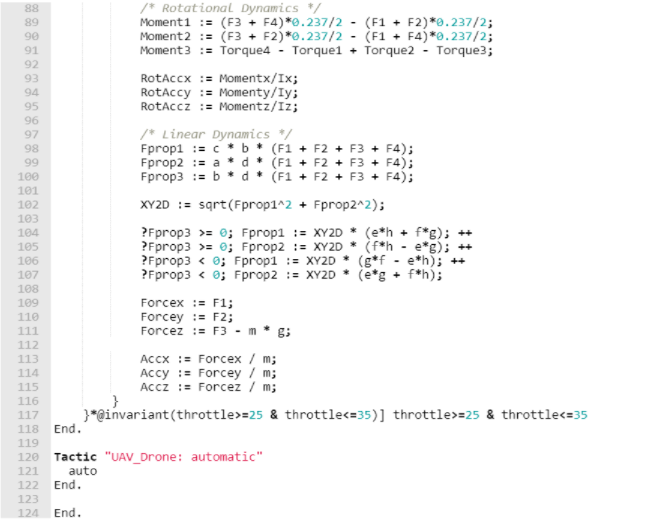 88 /* Rotational Dynamics */
89 Moment1 := (F3 + F4)*0.237/2 - (F1 + F2)*0.237/2;
90 Moment2 := (F3 + F2)*0.237/2 - (F1 + F4)*0.237/2;
91 Moment3 := Torque4 - Torque1 + Torque2 - Torque3;
92
93 RotAccx := Momentx/Ix;
94 RotAccy := Momenty/Iy;
95 RotAccz := Momentz/Iz;
96
97 /* Linear Dynamics */
98 Fprop1 := c * b * (F1 + F2 + F3 + F4);
99 Fprop2 := a * d * (F1 + F2 + F3 + F4);
100 Fprop3 := b * d * (F1 + F2 + F3 + F4);
101
102 XY2D := sqrt(Fprop1^2 + Fprop2^2);
103
104 ?Fprop3 >= 0; Fprop1 := XY2D * (e*h + f*g); ++
105 ?Fprop3 >= 0; Fprop2 := XY2D * (f*h - e*g); ++
106 ?Fprop3 < 0; Fprop1 := XY2D * (g*f - e*h); ++
107 ?Fprop3 < 0; Fprop2 := XY2D * (e*g + f*h);
108
109 Forcex := F1;
110 Forcey := F2;
111 Forcez := F3 - m * g;
112
113 Accx := Forcex / m;
114 Accy := Forcey / m;
115 Accz := Forcez / m;
116 }
117 }*@invariant(throttle>=25 & throttle<=35)] throttle>=25 & throttle<=35
118 End.
119
120 Tactic "UAV_Drone: automatic"
121 auto
122 End.
123
124 End.